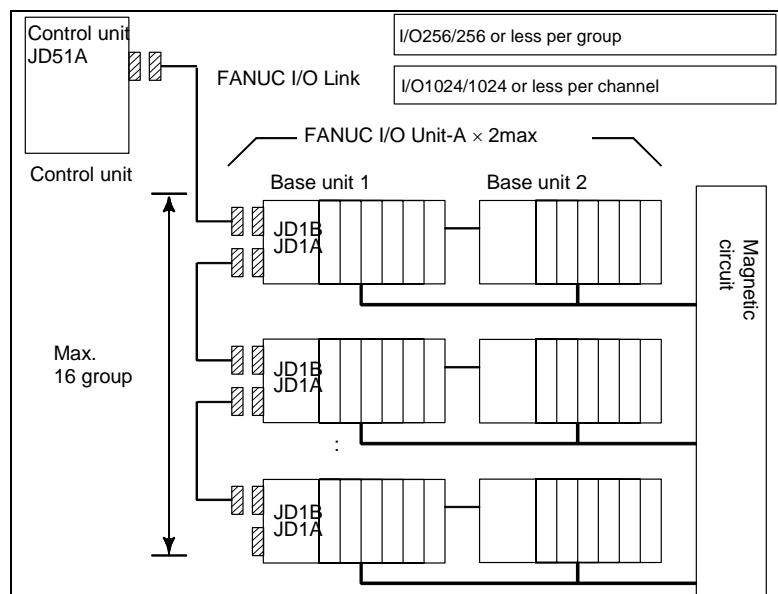 Control unit
JD51A
I/O256/256 or less per group
FANUC I/O Link
I/O1024/1024 or less per channel
FANUC I/O Unit-A × 2max
Control unit
Base unit 1
Base unit 2
JD1B
JD1A
Magnetic
circuit
Max.
16 group
JD1B
JD1A
:
JD1B
JD1A